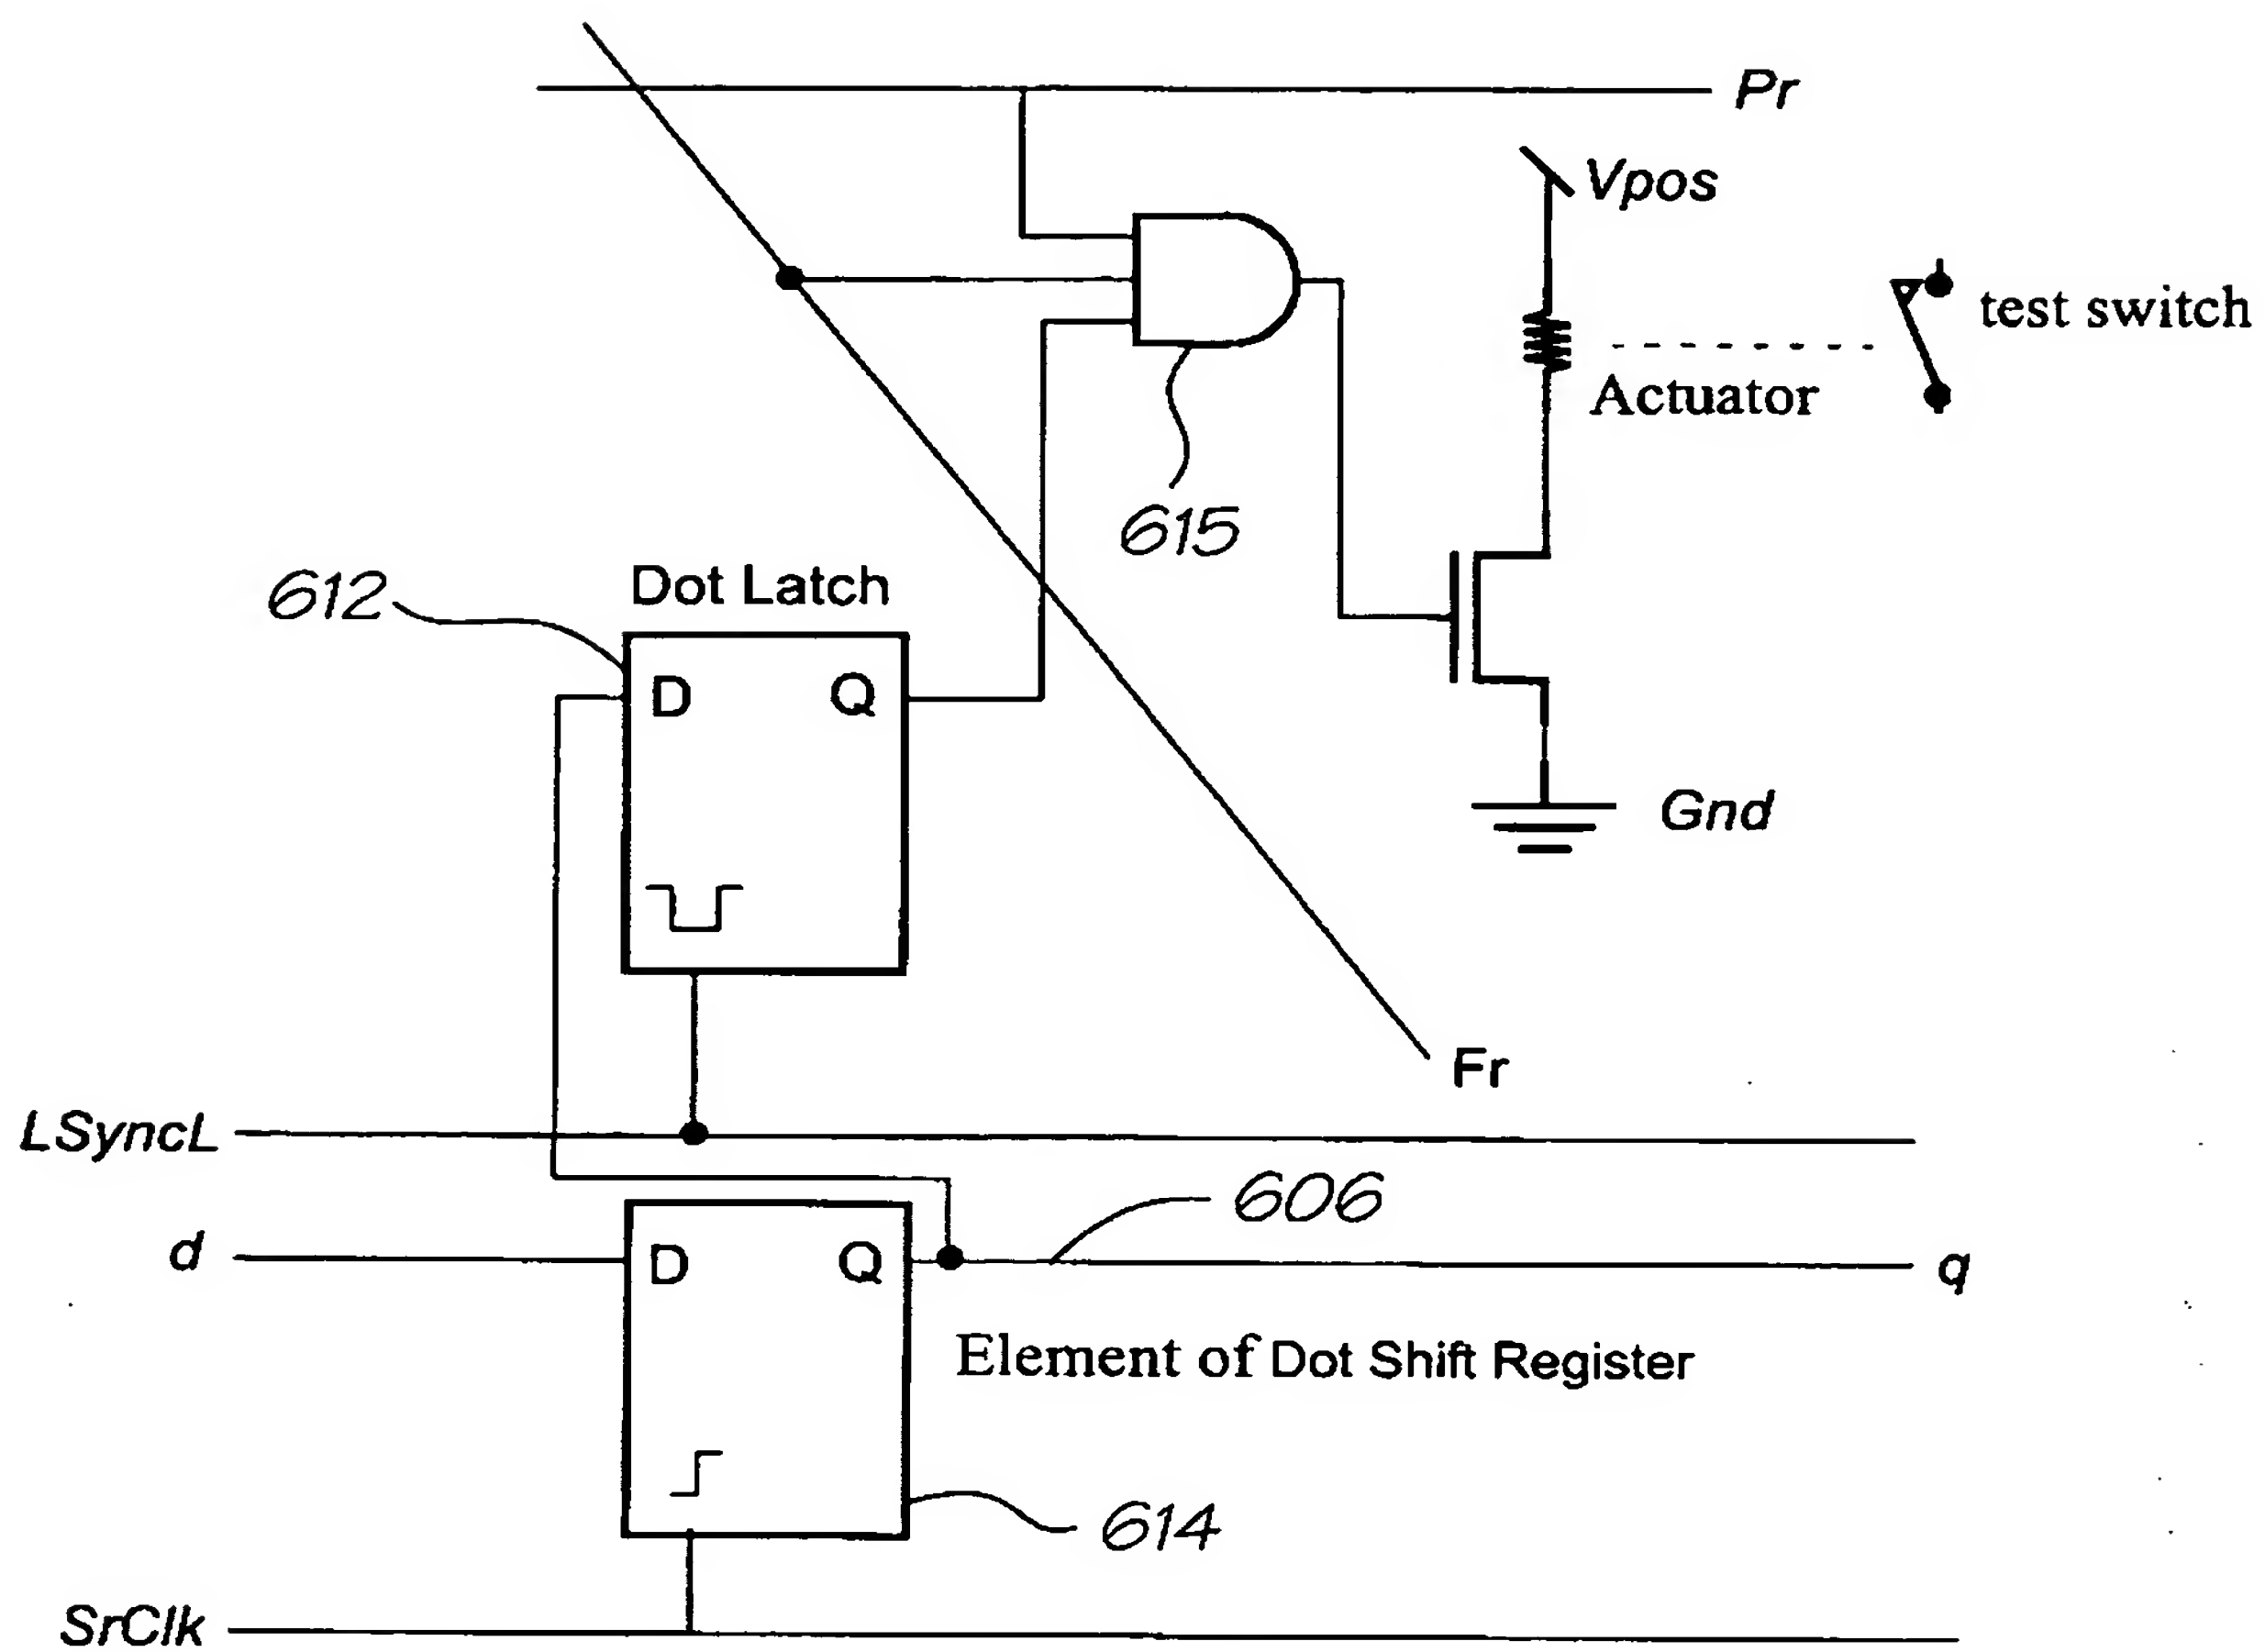 Pr
Vpos
test switch
Actuator
615
612
Dot Latch
D Q
Gnd
Fr
LSyncL
606
d
D Q
q
Element of Dot Shift Register
614
SrClk